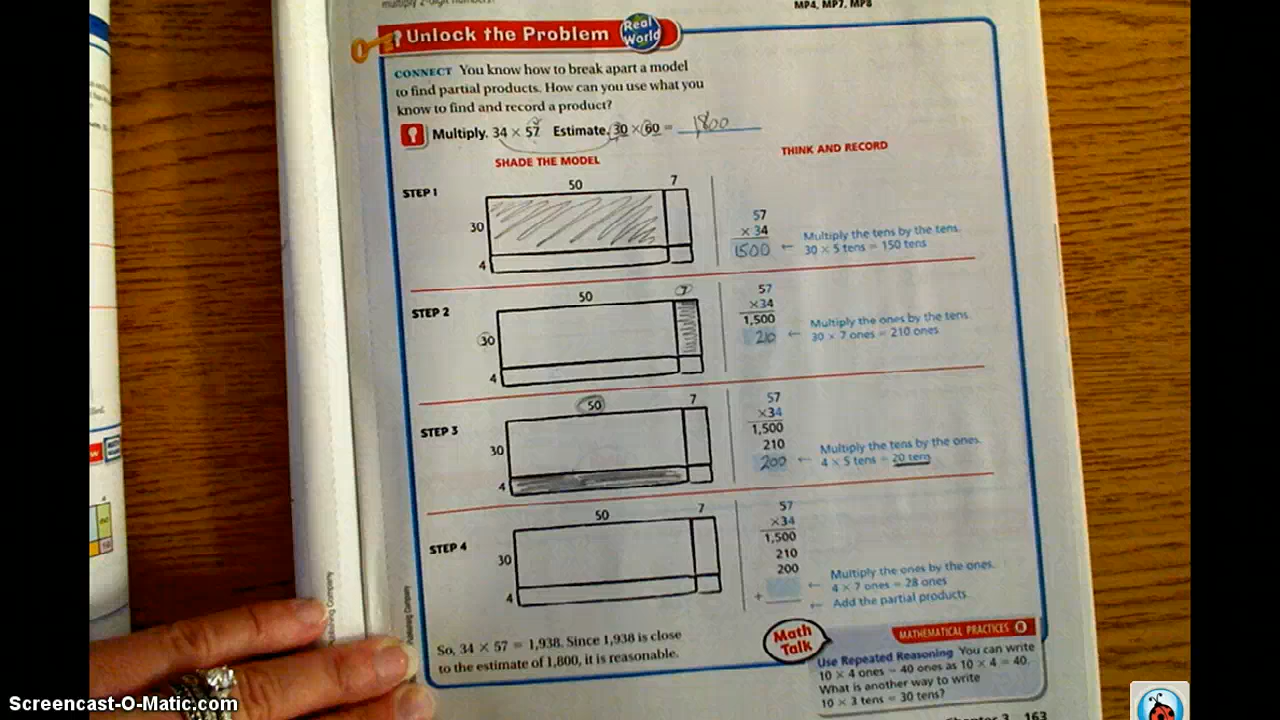 multiply 2-digit numbers.
MP4, MP7, MP8
Unlock the Problem
Real
World
CONNECT You know how to break apart a model
to find partial products. How can you use what you
know to find and record a product?
Multiply. 34 × 57 Estimate. 30 × 60 = 1800
SHADE THE MODEL
THINK AND RECORD
STEP 1
50 7
30
4
57
× 34
1500
← Multiply the tens by the tens.
30 × 5 tens = 150 tens
STEP 2
50 7
30
4
57
×34
1,500
210
← Multiply the ones by the tens.
30 × 7 ones = 210 ones
STEP 3
50 7
30
4
57
×34
1,500
210
200
← Multiply the tens by the ones.
4 × 5 tens = 20 tens
STEP 4
50 7
30
4
57
×34
1,500
210
200
+
← Multiply the ones by the ones.
4 × 7 ones = 28 ones
← Add the partial products.
So, 34 × 57 = 1,938. Since 1,938 is close
to the estimate of 1,800, it is reasonable.
Math
Talk
MATHEMATICAL PRACTICES 8
Use Repeated Reasoning You can write
10 × 4 ones = 40 ones as 10 × 4 = 40.
What is another way to write
10 × 3 tens = 30 tens?
Chapter 3 163
Screencast-O-Matic.com